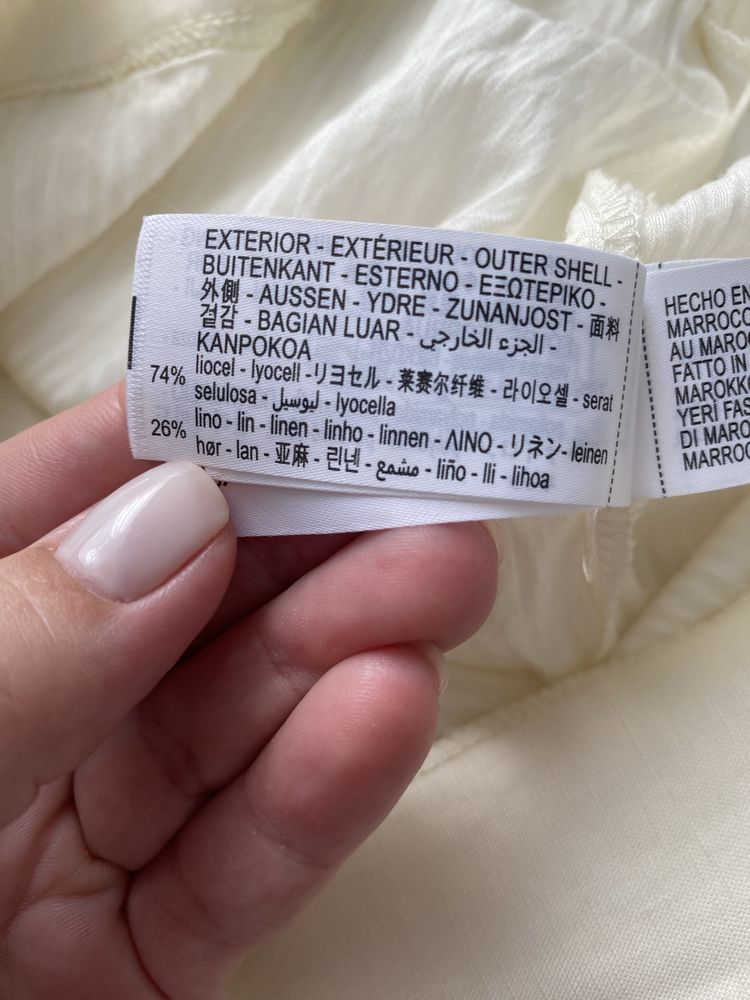 EXTERIOR - EXTÉRIEUR - OUTER SHELL -
BUITENKANT - ESTERNO - ΕΞΩΤΕΡΙΚΟ -
外側 - AUSSEN - YDRE - ZUNANJOST - 面料
겉감 - BAGIAN LUAR - الجزء الخارجي -
KANPOKOA
74% liocel - lyocell -リヨセル - 莱赛尔纤维 - 라이오셀 - serat
selulosa - ليوسيل - lyocella
26% lino - lin - linen - linho - linnen - ΛΙΝΟ - リネン- leinen
hør - lan - 亚麻 - 린넨 - مشمع - liño - lli - lihoa
HECHO EN
MARROCO
AU MARO
FATTO IN
MAROKK
YERİ FAS
DI MARO
MARROC